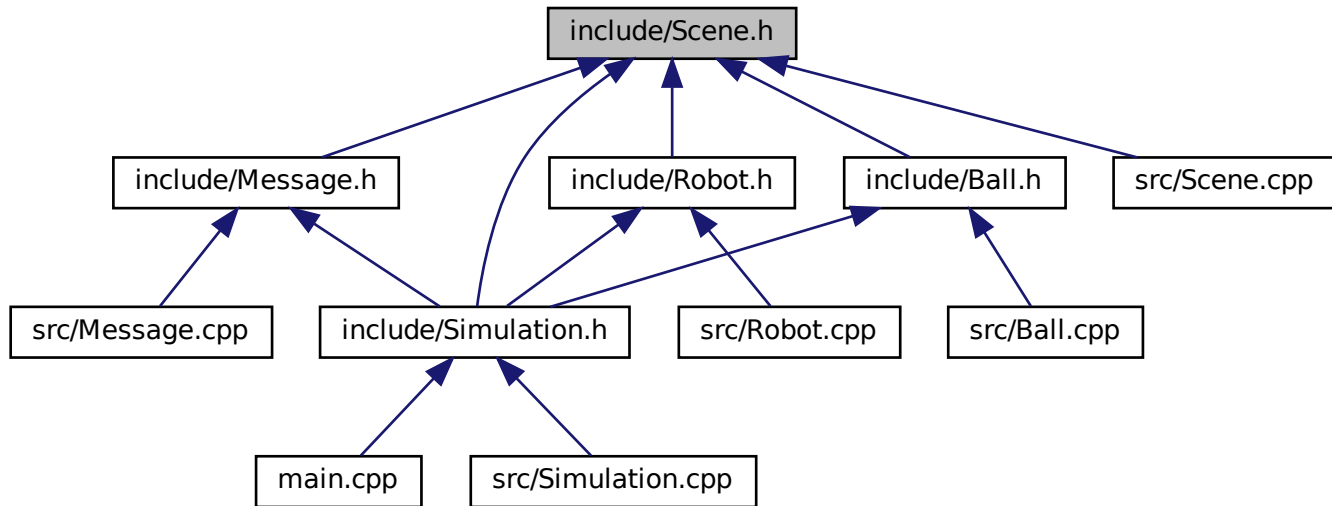 include/Scene.h
include/Message.h
include/Robot.h
include/Ball.h
src/Scene.cpp
src/Message.cpp
include/Simulation.h
src/Robot.cpp
src/Ball.cpp
main.cpp
src/Simulation.cpp